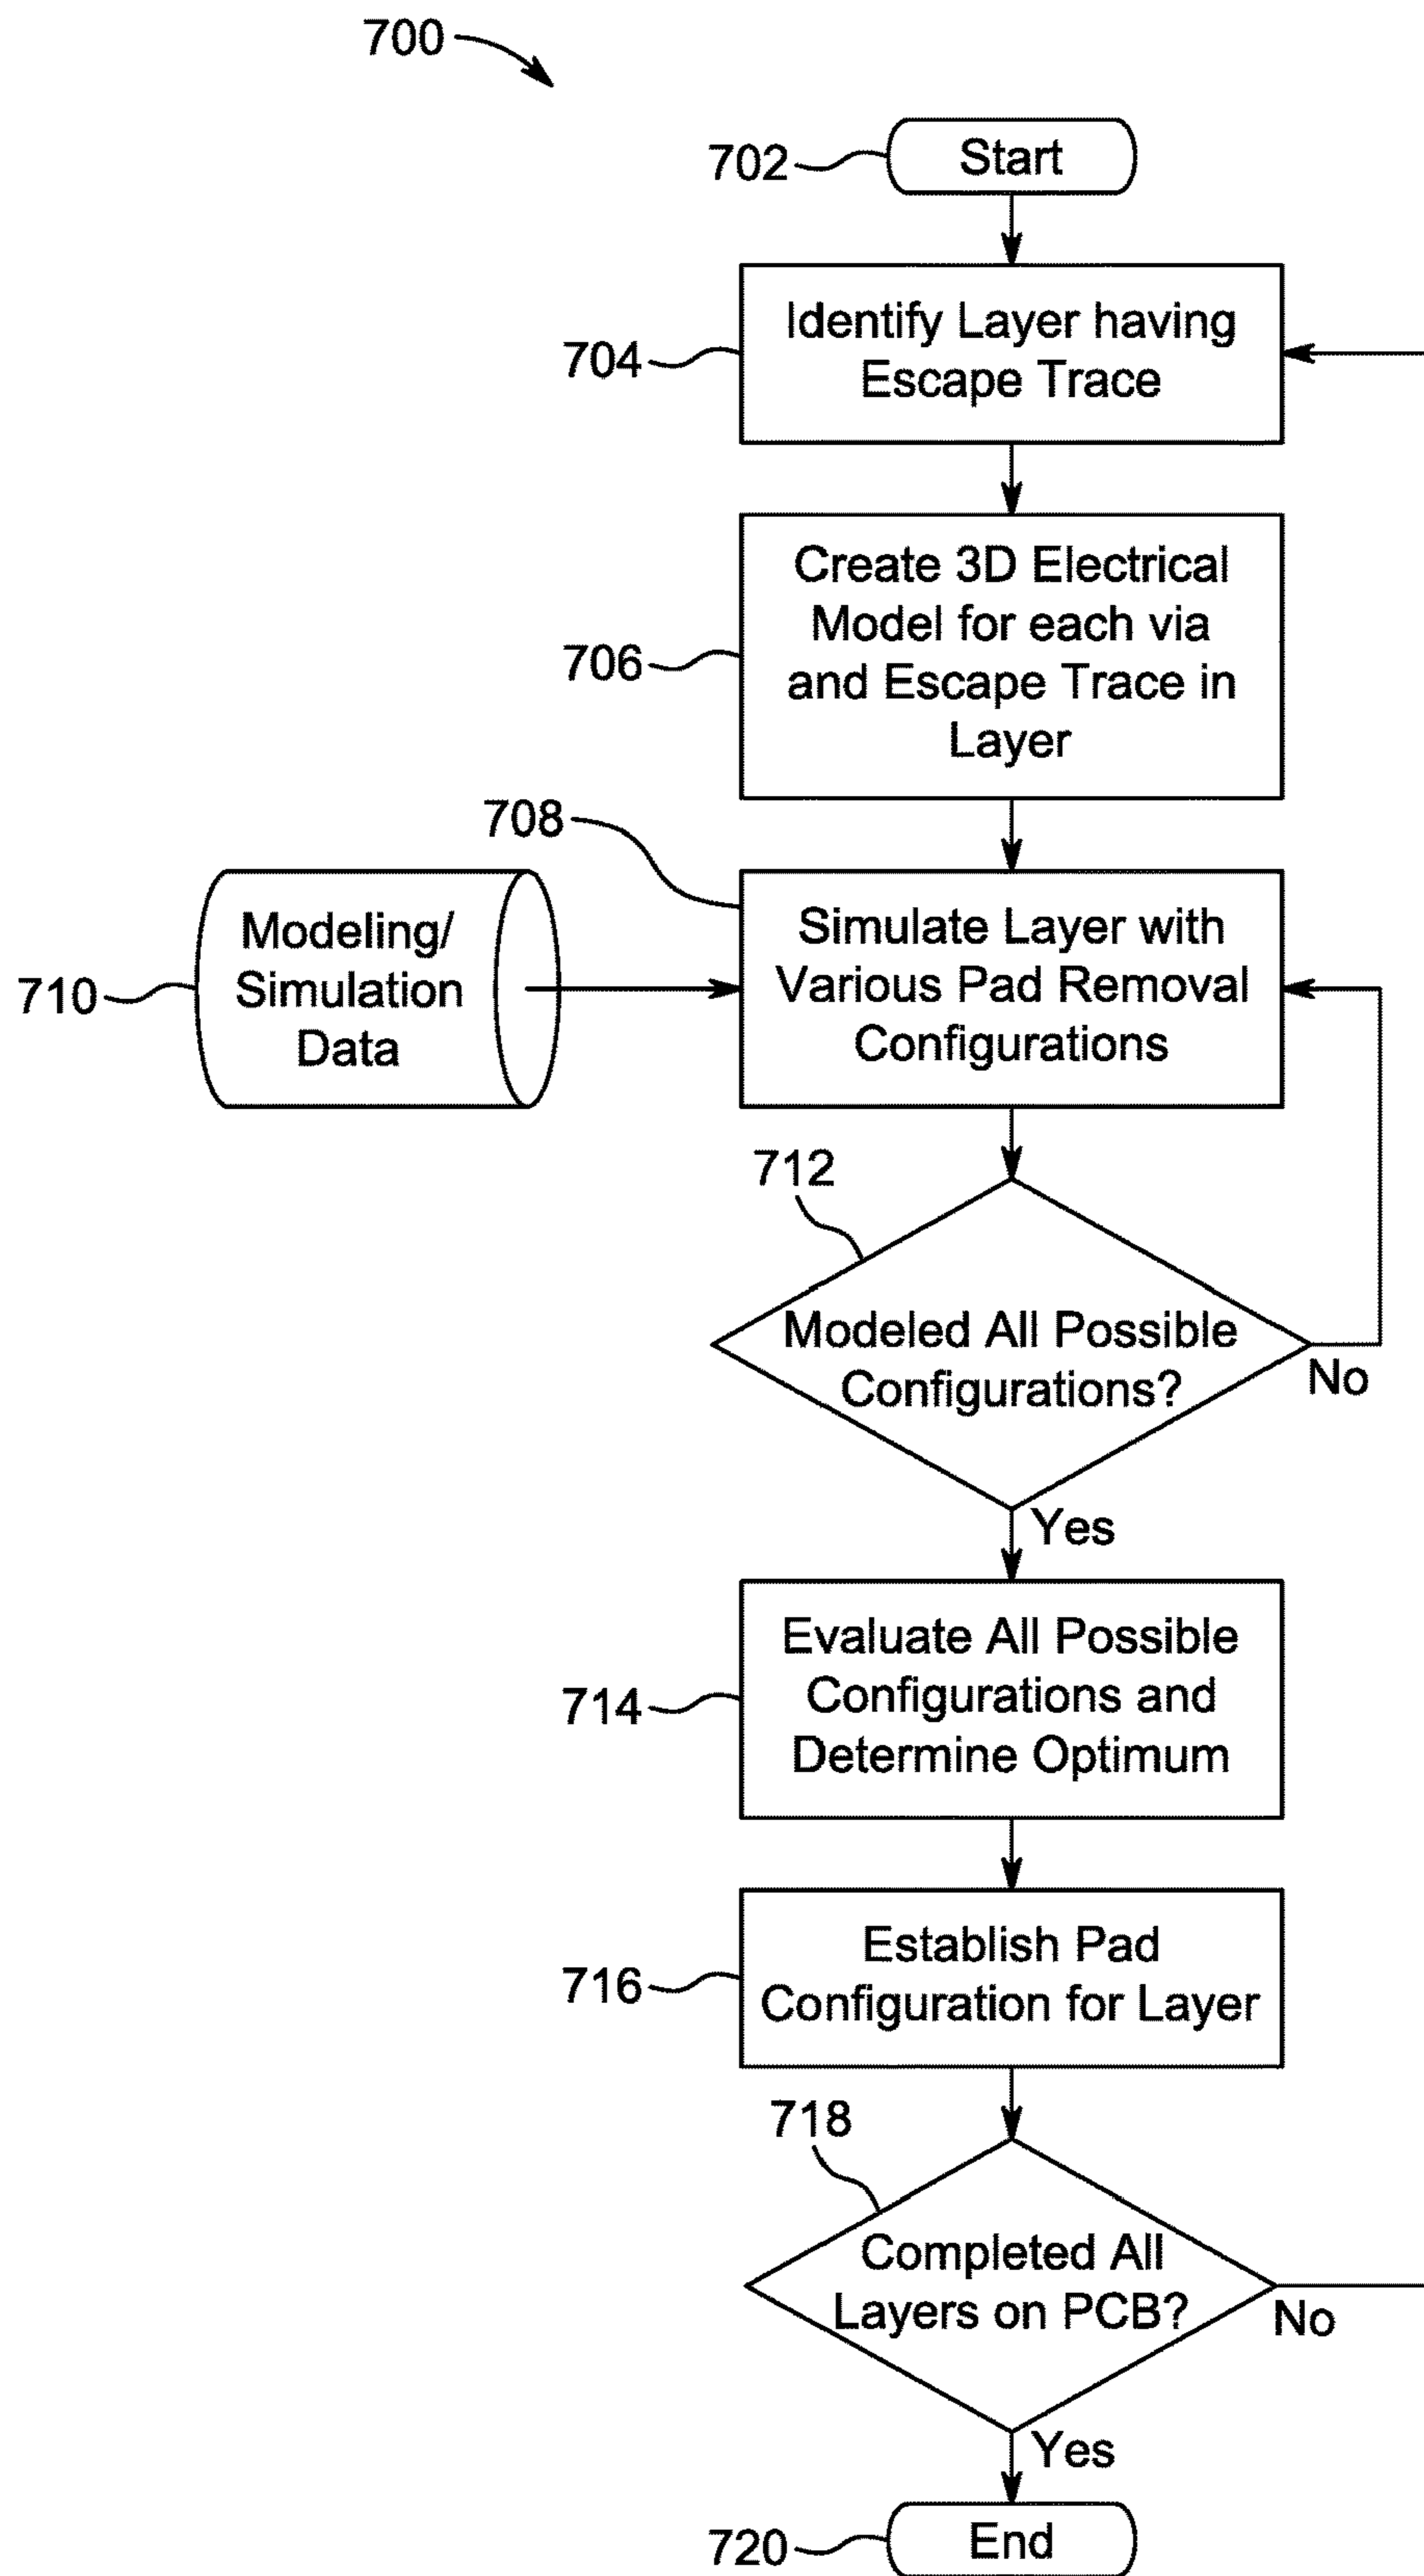 700
702
Start
704
Identify Layer having
Escape Trace
706
Create 3D Electrical
Model for each via
and Escape Trace in
Layer
708
710
Modeling/
Simulation
Data
Simulate Layer with
Various Pad Removal
Configurations
712
Modeled All Possible
Configurations?
No
Yes
714
Evaluate All Possible
Configurations and
Determine Optimum
716
Establish Pad
Configuration for Layer
718
Completed All
Layers on PCB?
No
Yes
720
End